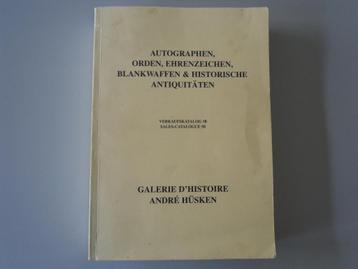 AUTOGRAPHEN,
ORDEN, EHRENZEICHEN,
BLANKWAFFEN & HISTORISCHE
ANTIQUITÄTEN
GALERIE D'HISTOIRE
ANDRÉ HÜSKEN